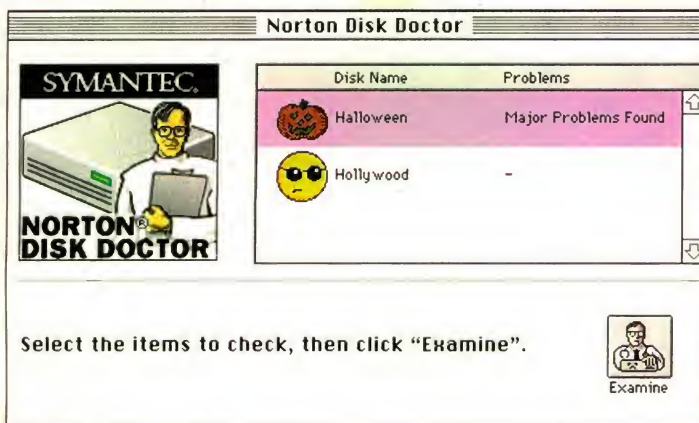 Norton Disk Doctor
SYMANTEC.
NORTON®
DISK DOCTOR
Disk Name Problems
Halloween Major Problems Found
Hollywood -
Select the items to check, then click “Examine”.
Examine